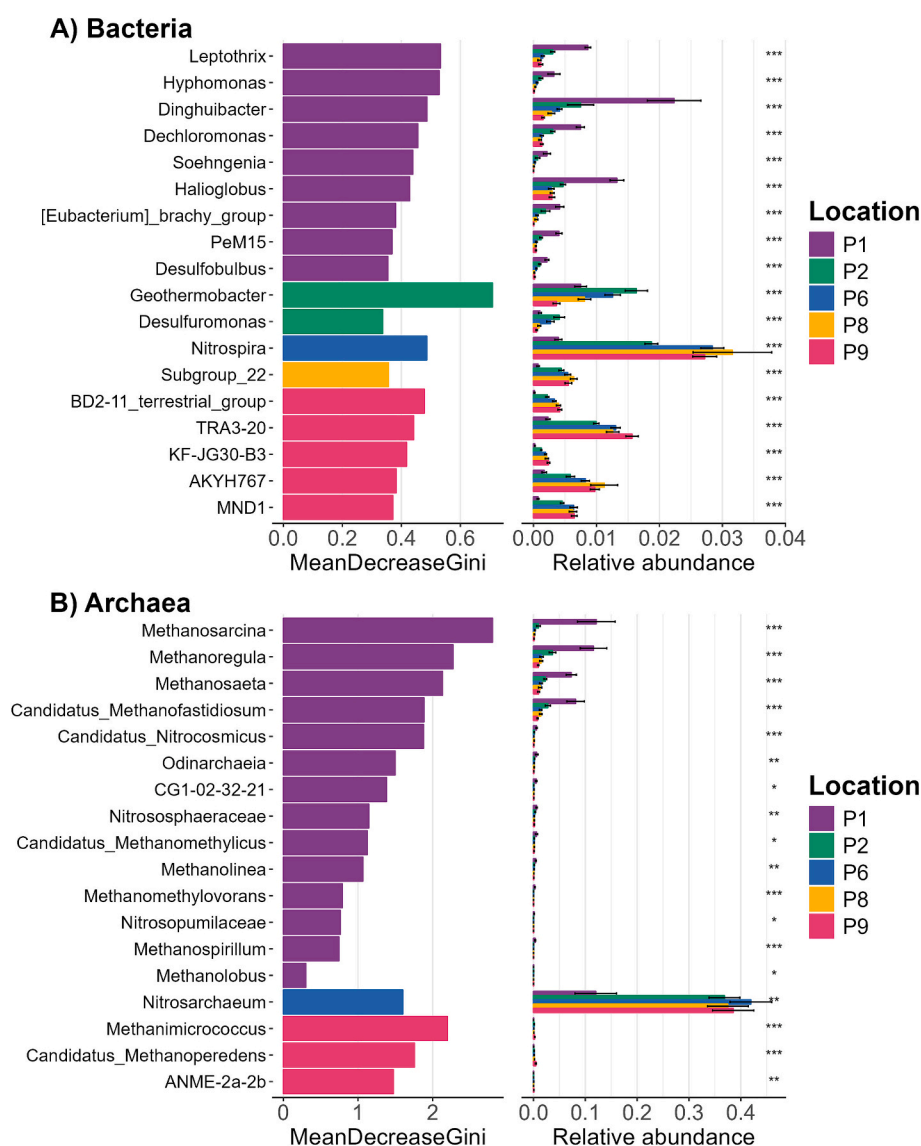 A) Bacteria
Leptothrix ***
Hyphomonas ***
Dinghuibacter ***
Dechloromonas ***
Soehngenia ***
Halioglobus ***
[Eubacterium]_brachy_group ***
PeM15 ***
Desulfobulbus ***
Geothermobacter ***
Desulfuromonas ***
Nitrospira ***
Subgroup_22 ***
BD2-11_terrestrial_group ***
TRA3-20 ***
KF-JG30-B3 ***
AKYH767 ***
MND1 ***
0.0 0.2 0.4 0.6 0.00 0.01 0.02 0.03 0.04
MeanDecreaseGini Relative abundance
Location
P1
P2
P6
P8
P9
B) Archaea
Methanosarcina ***
Methanoregula ***
Methanosaeta ***
Candidatus_Methanofastidiosum ***
Candidatus_Nitrocosmicus ***
Odinarchaeia **
CG1-02-32-21 *
Nitrososphaeraceae **
Candidatus_Methanomethylicus *
Methanolinea **
Methanomethylovorans ***
Nitrosopumilaceae *
Methanospirillum ***
Methanolobus *
Nitrosarchaeum **
Methanimicrococcus ***
Candidatus_Methanoperedens ***
ANME-2a-2b **
0 1 2 0.0 0.1 0.2 0.3 0.4
MeanDecreaseGini Relative abundance
Location
P1
P2
P6
P8
P9